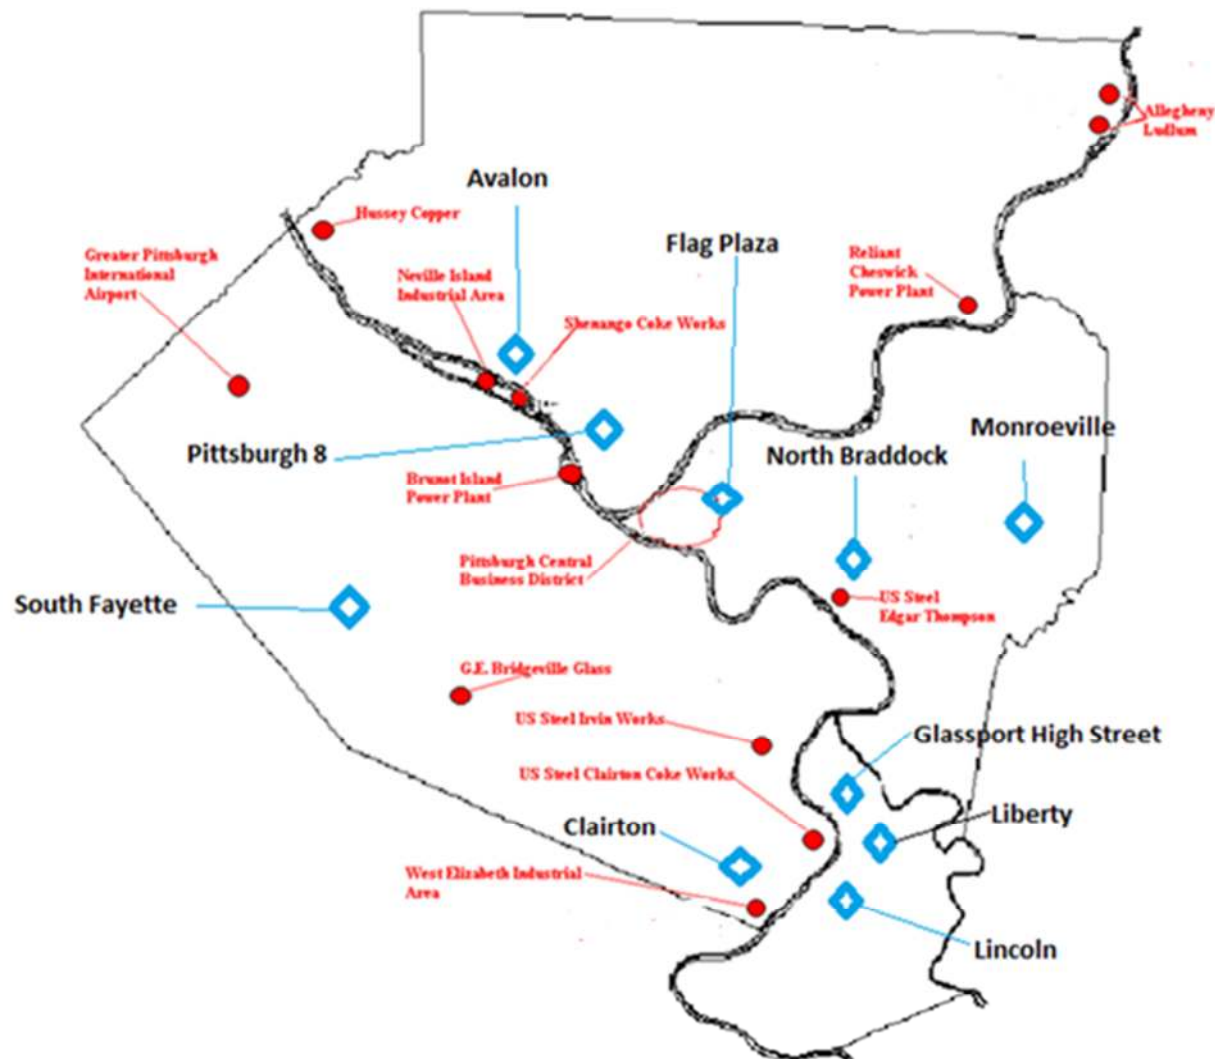 Allegheny
Ludlum
Avalon
Hussey Copper
Flag Plaza
Greater Pittsburgh
International
Airport
Reliant
Cheswick
Power Plant
Neville Island
Industrial Area
Shenango Coke Works
Monroeville
Pittsburgh 8
North Braddock
Brunot Island
Power Plant
Pittsburgh Central
Business District
South Fayette
US Steel
Edgar Thompson
G.E. Bridgeville Glass
US Steel Irvin Works
Glassport High Street
US Steel Clairton Coke Works
Liberty
Clairton
West Elizabeth Industrial
Area
Lincoln